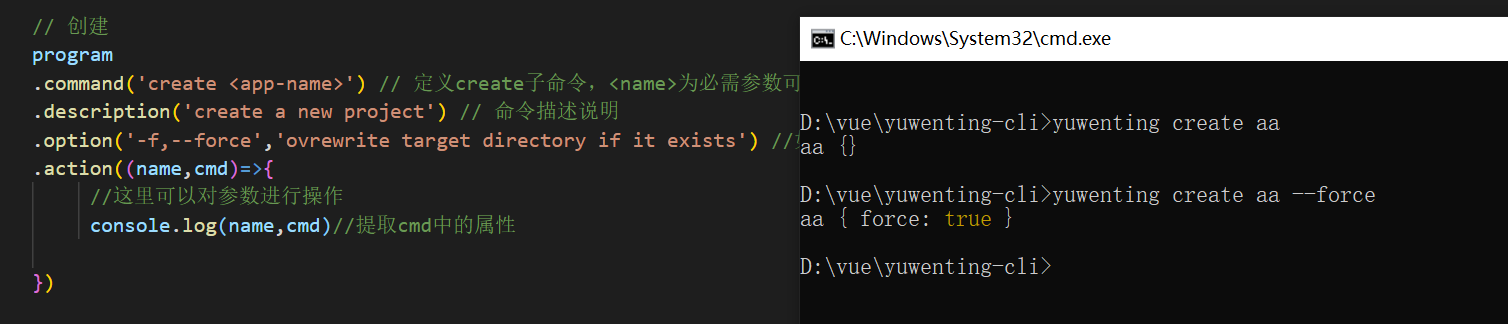 // 创建
program
.command('create <app-name>') // 定义create子命令，<name>为必需参数可
.description('create a new project') // 命令描述说明
.option('-f,--force','ovrewrite target directory if it exists') //
.action((name,cmd)=>{
//这里可以对参数进行操作
console.log(name,cmd)//提取cmd中的属性
})
C:\Windows\System32\cmd.exe
D:\vue\yuwenting-cli>yuwenting create aa
aa {}
D:\vue\yuwenting-cli>yuwenting create aa --force
aa { force: true }
D:\vue\yuwenting-cli>